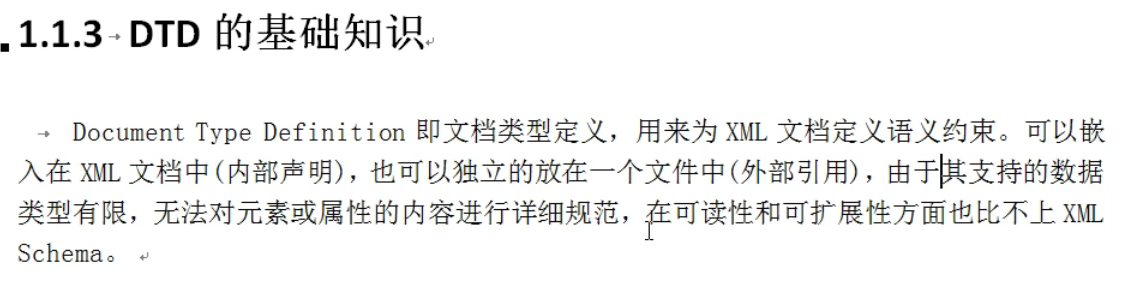 1.1.3 DTD 的基础知识
Document Type Definition 即文档类型定义，用来为 XML 文档定义语义约束。可以嵌
入在 XML 文档中(内部声明)，也可以独立的放在一个文件中(外部引用)，由于其支持的数据
类型有限，无法对元素或属性的内容进行详细规范，在可读性和可扩展性方面也比不上 XML
Schema。